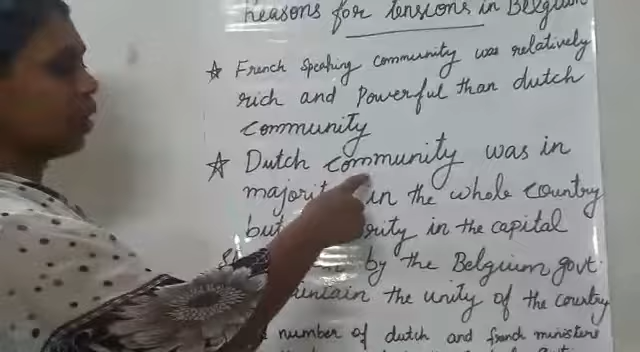 Reasons for tensions in Belgium
☆ French speaking community was relatively
rich and Powerful than dutch
community
☆ Dutch community was in
in the whole country
but in the capital
by the Belgium govt.
the unity of the country
number of dutch and french ministers